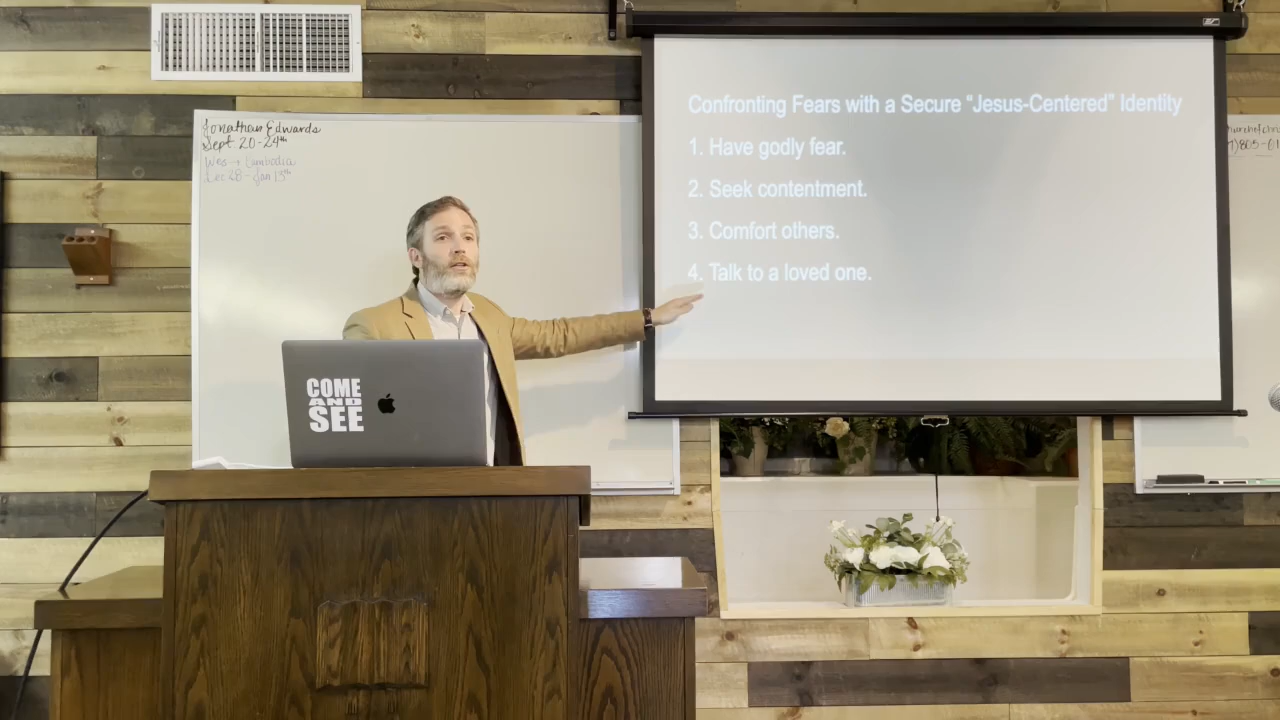 Jonathan Edwards
Sept. 20-24th
Wes → Cambodia
Dec 28 - Jan 13th
Confronting Fears with a Secure “Jesus-Centered” Identity
1. Have godly fear.
2. Seek contentment.
3. Comfort others.
4. Talk to a loved one.
COME
AND
SEE